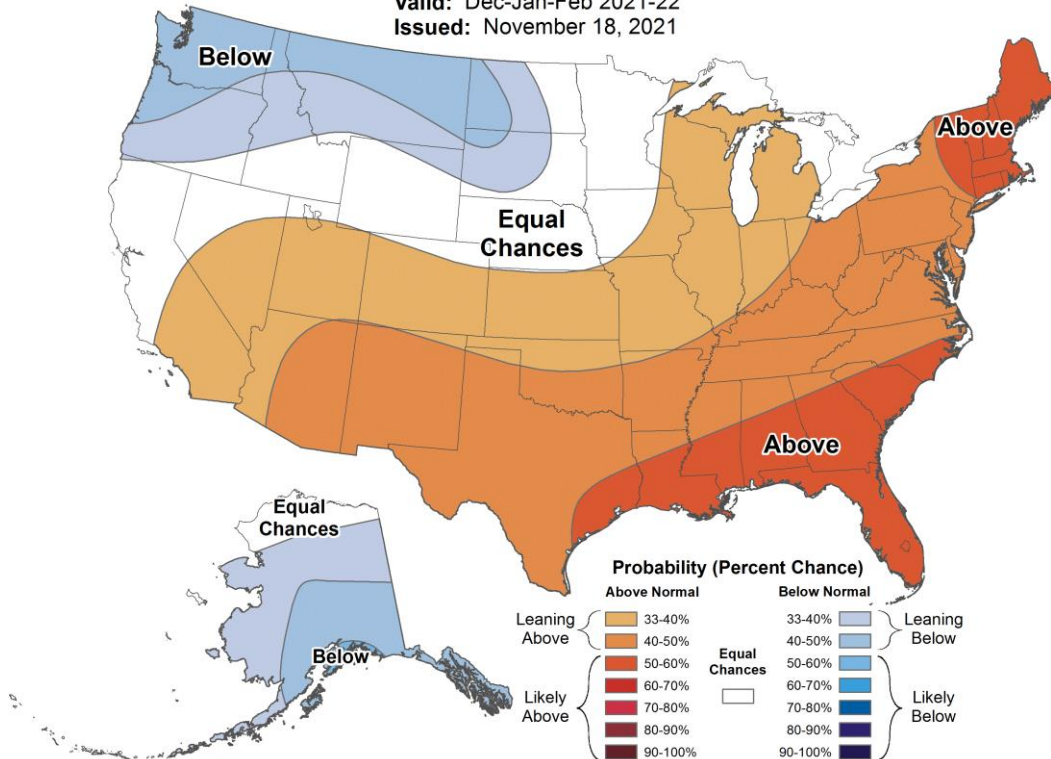 Valid: Dec-Jan-Feb 2021-22
Issued: November 18, 2021
Below
Above
Equal
Chances
Above
Equal
Chances
Below
Probability (Percent Chance)
Above Normal
Below Normal
Leaning
Above
33-40%
40-50%
Likely
Above
50-60%
60-70%
70-80%
80-90%
90-100%
Equal
Chances
33-40%
40-50%
Leaning
Below
50-60%
60-70%
70-80%
80-90%
90-100%
Likely
Below